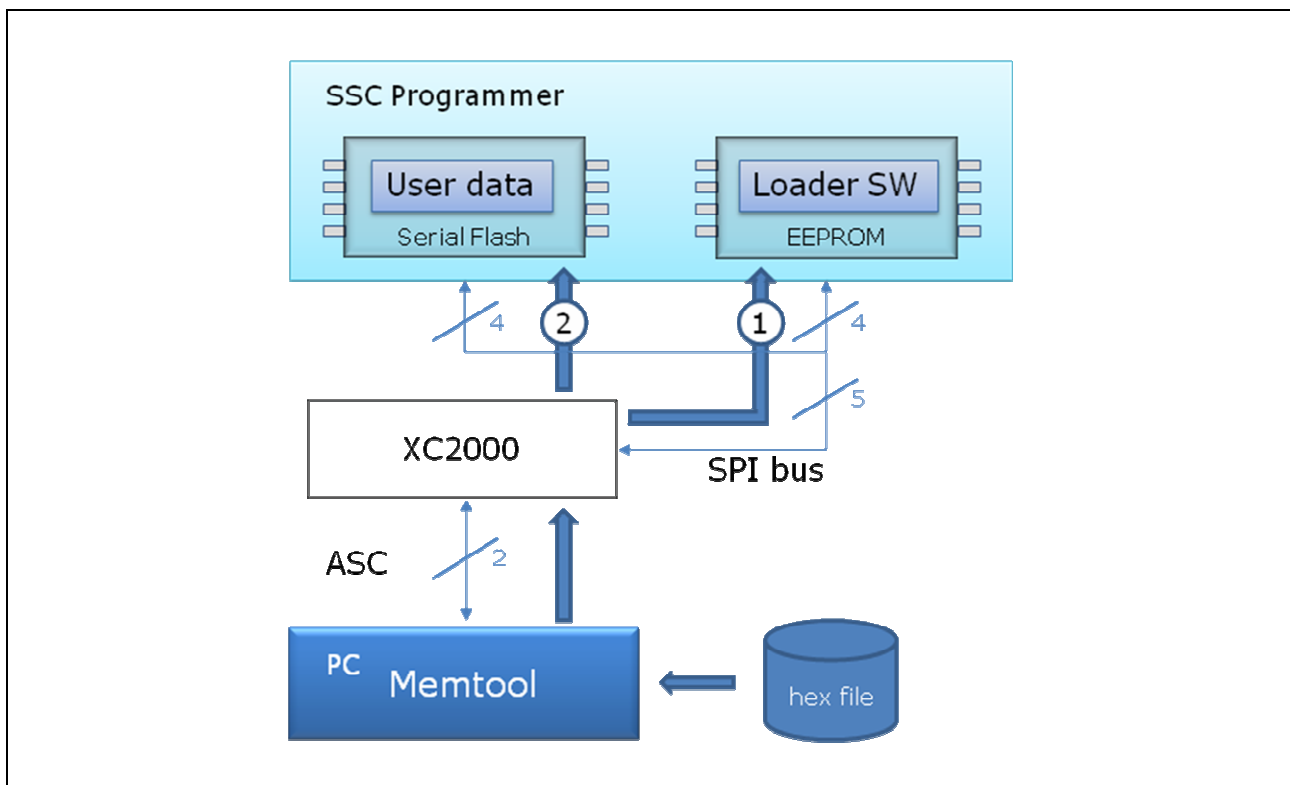 SSC Programmer
User data
Loader SW
Serial Flash
EEPROM
4
2
1
4
5
XC2000
SPI bus
ASC
2
PC
Memtool
hex file